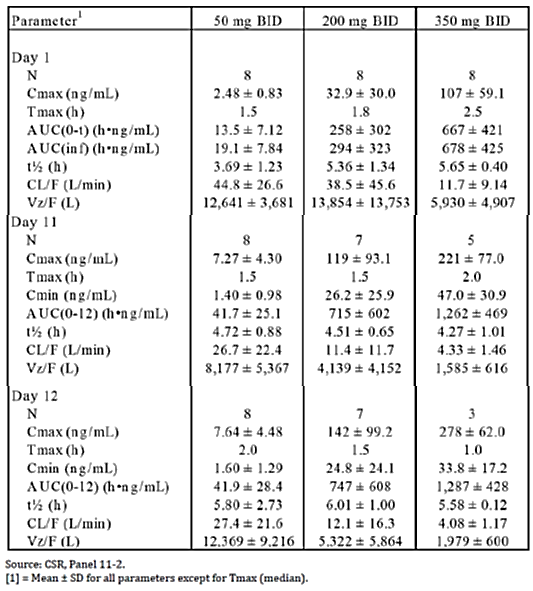 Parameter1 50 mg BID 200 mg BID 350 mg BID
Day 1
N 8 8 8
Cmax (ng/mL) 2.48 ± 0.83 32.9 ± 30.0 107 ± 59.1
Tmax (h) 1.5 1.8 2.5
AUC(0-t) (h•ng/mL) 13.5 ± 7.12 258 ± 302 667 ± 421
AUC(inf) (h•ng/mL) 19.1 ± 7.84 294 ± 323 678 ± 425
t½ (h) 3.69 ± 1.23 5.36 ± 1.34 5.65 ± 0.40
CL/F (L/min) 44.8 ± 26.6 38.5 ± 45.6 11.7 ± 9.14
Vz/F (L) 12,641 ± 3,681 13,854 ± 13,753 5,930 ± 4,907
Day 11
N 8 7 5
Cmax (ng/mL) 7.27 ± 4.30 119 ± 93.1 221 ± 77.0
Tmax (h) 1.5 1.5 2.0
Cmin (ng/mL) 1.40 ± 0.98 26.2 ± 25.9 47.0 ± 30.9
AUC(0-12) (h•ng/mL) 41.7 ± 25.1 715 ± 602 1,262 ± 469
t½ (h) 4.72 ± 0.88 4.51 ± 0.65 4.27 ± 1.01
CL/F (L/min) 26.7 ± 22.4 11.4 ± 11.7 4.33 ± 1.46
Vz/F (L) 8,177 ± 5,367 4,139 ± 4,152 1,585 ± 616
Day 12
N 8 7 3
Cmax (ng/mL) 7.64 ± 4.48 142 ± 99.2 278 ± 62.0
Tmax (h) 2.0 1.5 1.0
Cmin (ng/mL) 1.60 ± 1.29 24.8 ± 24.1 33.8 ± 17.2
AUC(0-12) (h•ng/mL) 41.9 ± 28.4 747 ± 608 1,287 ± 428
t½ (h) 5.80 ± 2.73 6.01 ± 1.00 5.58 ± 0.12
CL/F (L/min) 27.4 ± 21.6 12.1 ± 16.3 4.08 ± 1.17
Vz/F (L) 12,369 ± 9,216 5,322 ± 5,864 1,979 ± 600
Source: CSR, Panel 11-2.
[1] = Mean ± SD for all parameters except for Tmax (median).